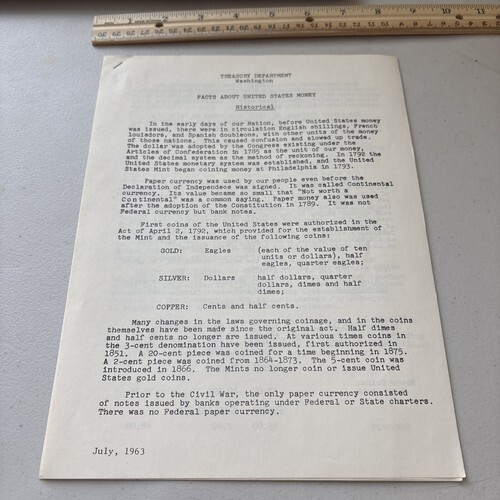 TREASURY DEPARTMENT
Washington
FACTS ABOUT UNITED STATES MONEY
Historical
In the early days of our Nation, before United States money
was issued, there were in circulation English shillings, French
louisdors, and Spanish doubleons, with other units of the money
of those nations. This caused confusion and slowed up trade.
The dollar was adopted by the Congress existing under the
Articles of Confederation in 1785 as the unit of our money,
and the decimal system as the method of reckoning. In 1792 the
United States monetary system was established, and the United
States Mint began coining money at Philadelphia in 1793.
Paper currency was used by our people even before the
Declaration of Independece was signed. It was called Continental
currency. Its value became so small that "Not worth a
Continental" was a common saying. Paper money also was used
after the adoption of the Constitution in 1789. It was not
Federal currency but bank notes.
First coins of the United States were authorized in the
Act of April 2, 1792, which provided for the establishment of
the Mint and the issuance of the following coins:
GOLD: Eagles (each of the value of ten
units or dollars), half
eagles, quarter eagles;
SILVER: Dollars half dollars, quarter
dollars, dimes and half
dimes;
COPPER: Cents and half cents.
Many changes in the laws governing coinage, and in the coins
themselves have been made since the original act. Half dimes
and half cents no longer are issued. At various times coins in
the 3-cent denomination have been issued, first authorized in
1851. A 20-cent piece was coined for a time beginning in 1875.
A 2-cent piece was coined from 1864-1873. The 5-cent coin was
introduced in 1866. The Mints no longer coin or issue United
States gold coins.
Prior to the Civil War, the only paper currency consisted
of notes issued by banks operating under Federal or State charters.
There was no Federal paper currency.
July, 1963